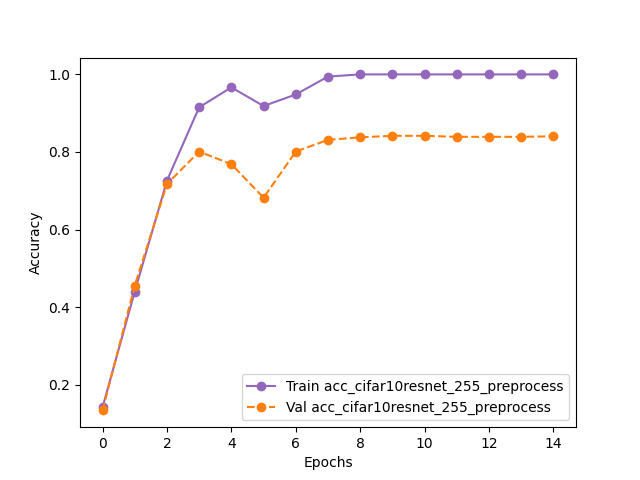 1.0
0.8
0.6
0.4
0.2
Accuracy
0 2 4 6 8 10 12 14
Epochs
Train acc_cifar10resnet_255_preprocess
Val acc_cifar10resnet_255_preprocess